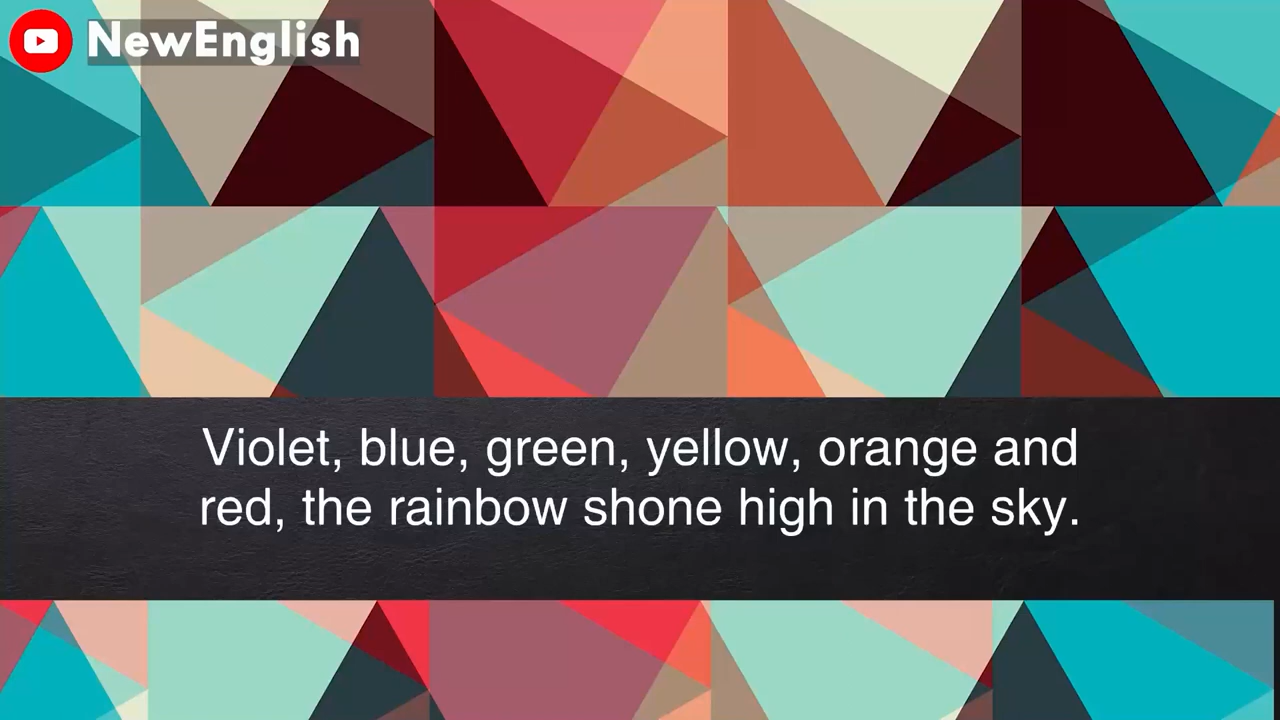 NewEnglish
Violet, blue, green, yellow, orange and
red, the rainbow shone high in the sky.